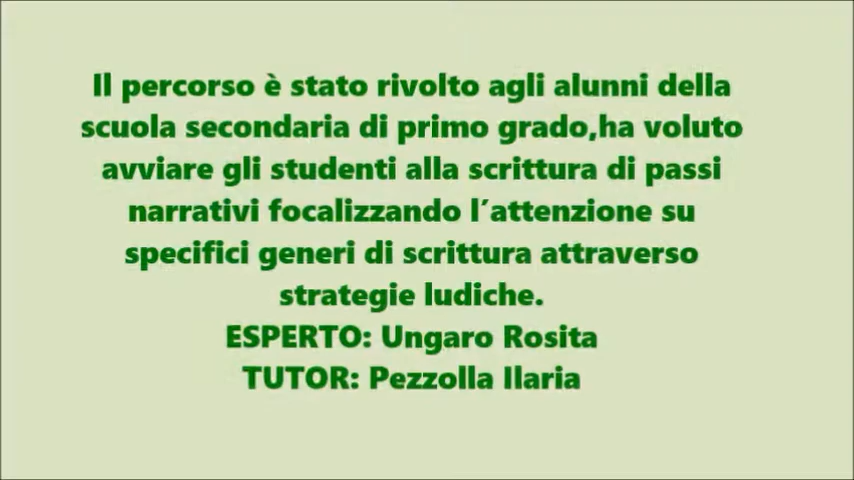 Il percorso è stato rivolto agli alunni della
scuola secondaria di primo grado,ha voluto
avviare gli studenti alla scrittura di passi
narrativi focalizzando l´attenzione su
specifici generi di scrittura attraverso
strategie ludiche.
ESPERTO: Ungaro Rosita
TUTOR: Pezzolla Ilaria